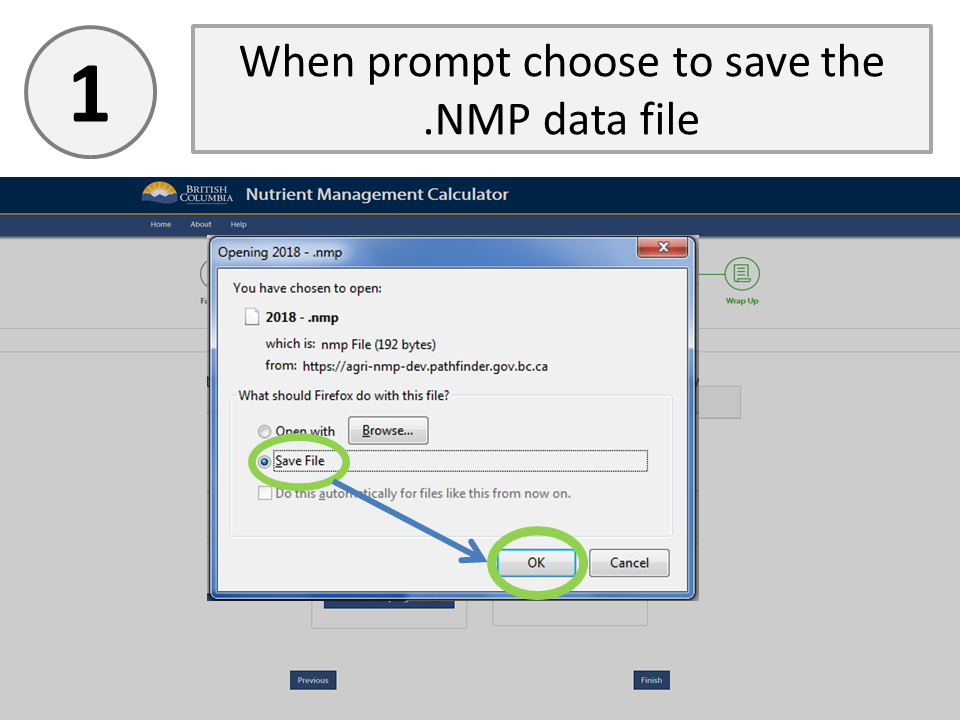 1
When prompt choose to save the
.NMP data file
BRITISH
COLUMBIA
Nutrient Management Calculator
Home About Help
Opening 2018 - .nmp
You have chosen to open:
2018 - .nmp
which is: nmp File (192 bytes)
from: https://agri-nmp-dev.pathfinder.gov.bc.ca
Wrap Up
What should Firefox do with this file?
Open with Browse...
Save File
Do this automatically for files like this from now on.
OK Cancel
Previous Finish